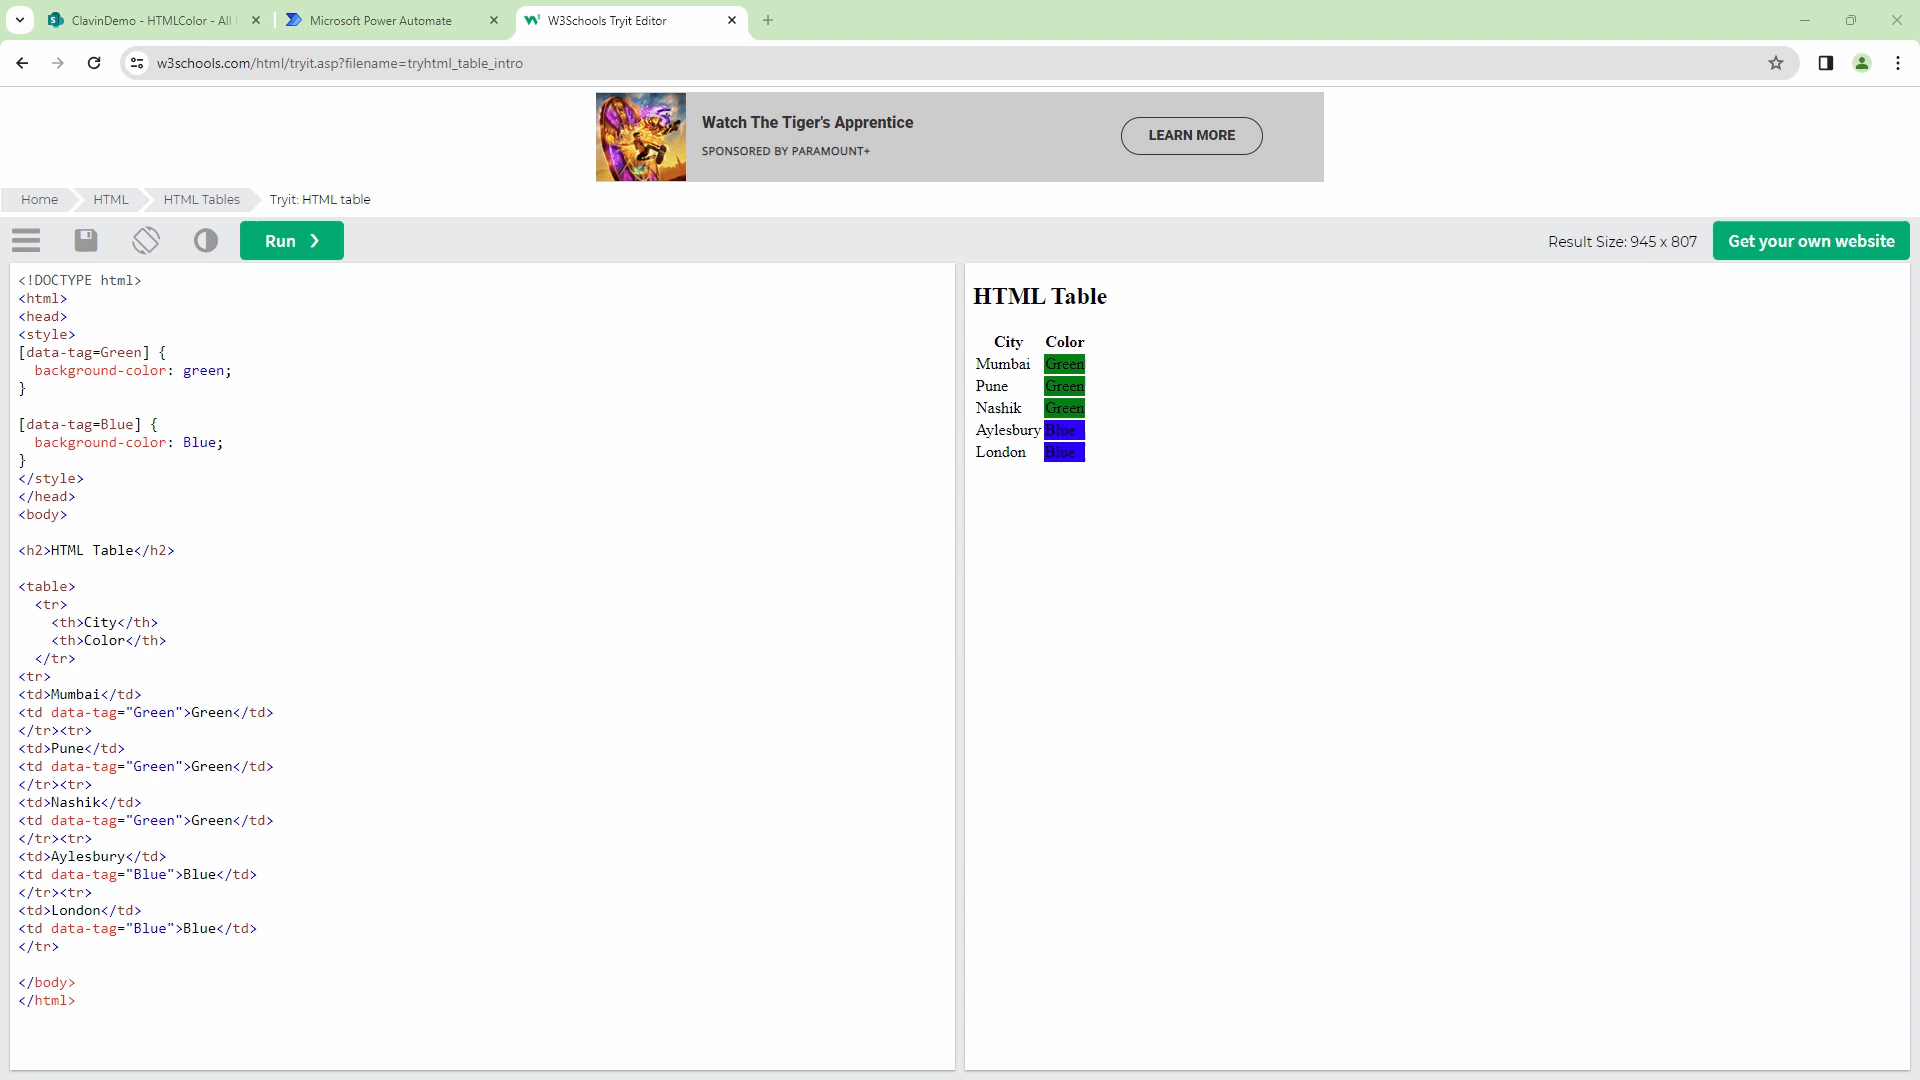 ClavinDemo - HTMLColor - All
Microsoft Power Automate
W3Schools Tryit Editor
w3schools.com/html/tryit.asp?filename=tryhtml_table_intro
Watch The Tiger's Apprentice
SPONSORED BY PARAMOUNT+
LEARN MORE
Home
HTML
HTML Tables
Tryit: HTML table
Run ❯
Result Size: 945 x 807
Get your own website
<!DOCTYPE html>
<html>
<head>
<style>
[data-tag=Green] {
  background-color: green;
}
[data-tag=Blue] {
  background-color: Blue;
}
</style>
</head>
<body>
<h2>HTML Table</h2>
<table>
  <tr>
    <th>City</th>
    <th>Color</th>
  </tr>
<tr>
<td>Mumbai</td>
<td data-tag="Green">Green</td>
</tr><tr>
<td>Pune</td>
<td data-tag="Green">Green</td>
</tr><tr>
<td>Nashik</td>
<td data-tag="Green">Green</td>
</tr><tr>
<td>Aylesbury</td>
<td data-tag="Blue">Blue</td>
</tr><tr>
<td>London</td>
<td data-tag="Blue">Blue</td>
</tr>
</body>
</html>
HTML Table
City Color
Mumbai Green
Pune Green
Nashik Green
Aylesbury Blue
London Blue